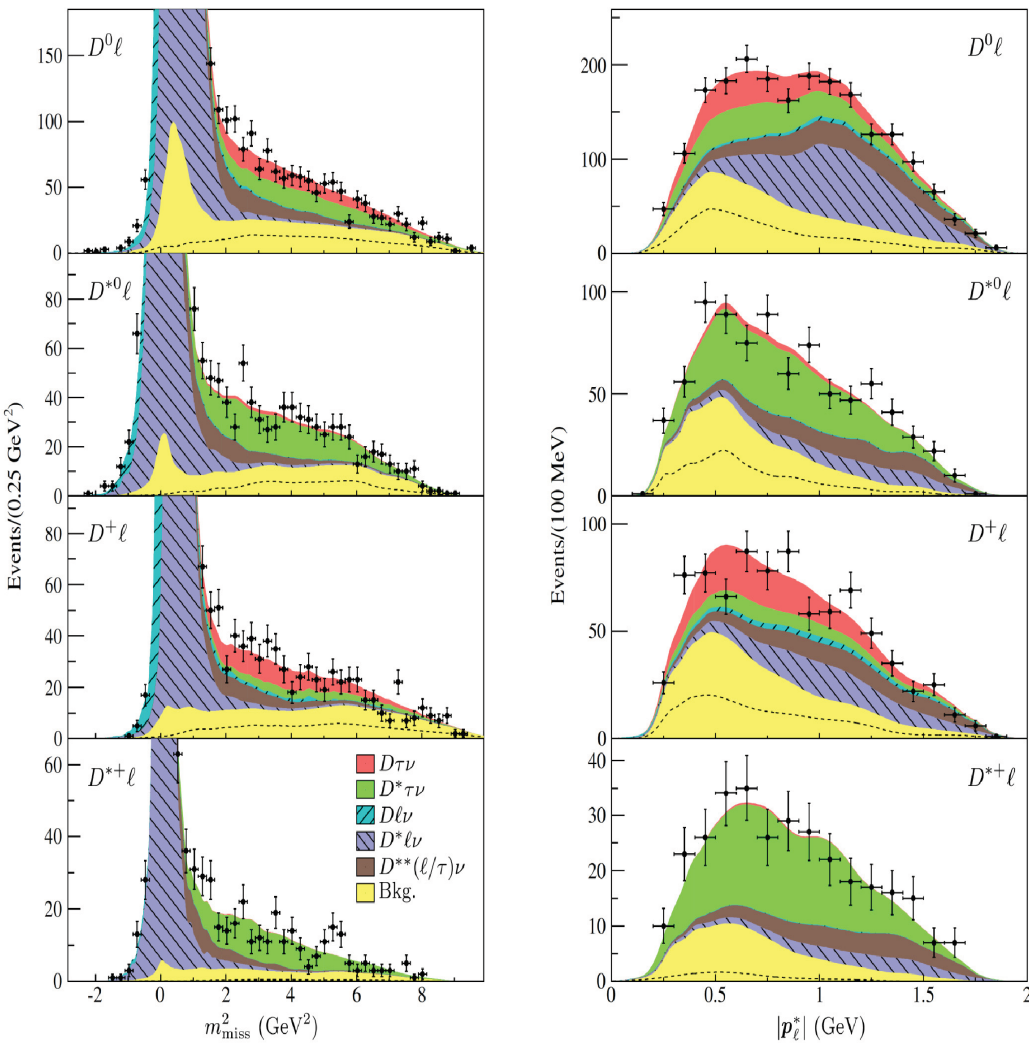 D⁰ℓ
150
100
50
0
D*⁰ℓ
80
60
40
20
0
D⁺ℓ
80
60
40
20
0
D*⁺ℓ
60
40
20
0
Dτν
D*τν
Dℓν
D*ℓν
D**(ℓ/τ)ν
Bkg.
-2 0 2 4 6 8
m²miss (GeV²)
Events/(0.25 GeV²)
D⁰ℓ
200
100
0
D*⁰ℓ
100
50
0
D⁺ℓ
100
50
0
D*⁺ℓ
40
30
20
10
0
0 0.5 1 1.5 2
|p*ℓ| (GeV)
Events/(100 MeV)